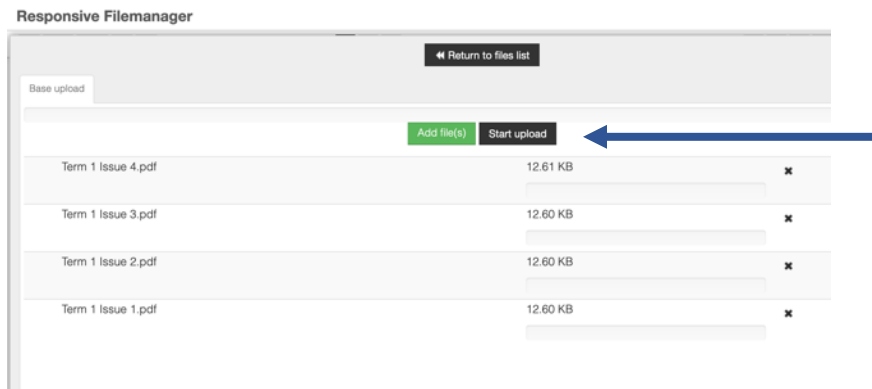 Responsive Filemanager
Return to files list
Base upload
Add file(s) Start upload
Term 1 Issue 4.pdf 12.61 KB
Term 1 Issue 3.pdf 12.60 KB
Term 1 Issue 2.pdf 12.60 KB
Term 1 Issue 1.pdf 12.60 KB